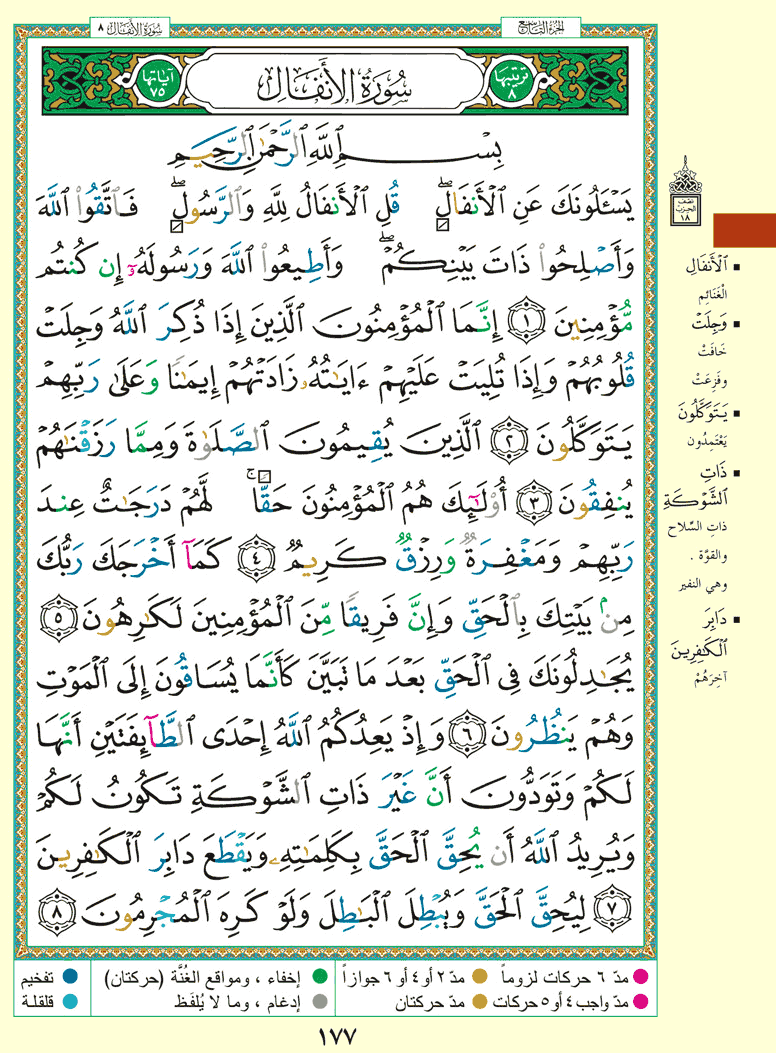 الجزء التاسع
سورة الأنفال ٨
ترتيبها ٨
سُورَةُ الأَنفَالِ
آياتها ٧٥
بِسْمِ ٱللَّهِ ٱلرَّحْمَٰنِ ٱلرَّحِيمِ
يَسْـَٔلُونَكَ عَنِ ٱلْأَنفَالِۖ قُلِ ٱلْأَنفَالُ لِلَّهِ وَٱلرَّسُولِۖ فَٱتَّقُوا۟ ٱللَّهَ
وَأَصْلِحُوا۟ ذَاتَ بَيْنِكُمْۖ وَأَطِيعُوا۟ ٱللَّهَ وَرَسُولَهُۥٓ إِن كُنتُم
مُّؤْمِنِينَ ١ إِنَّمَا ٱلْمُؤْمِنُونَ ٱلَّذِينَ إِذَا ذُكِرَ ٱللَّهُ وَجِلَتْ
قُلُوبُهُمْ وَإِذَا تُلِيَتْ عَلَيْهِمْ ءَايَٰتُهُۥ زَادَتْهُمْ إِيمَٰنًا وَعَلَىٰ رَبِّهِمْ
يَتَوَكَّلُونَ ٢ ٱلَّذِينَ يُقِيمُونَ ٱلصَّلَوٰةَ وَمِمَّا رَزَقْنَٰهُمْ
يُنفِقُونَ ٣ أُو۟لَٰٓئِكَ هُمُ ٱلْمُؤْمِنُونَ حَقًّاۚ لَّهُمْ دَرَجَٰتٌ عِندَ
رَبِّهِمْ وَمَغْفِرَةٌ وَرِزْقٌ كَرِيمٌ ٤ كَمَآ أَخْرَجَكَ رَبُّكَ
مِنۢ بَيْتِكَ بِٱلْحَقِّ وَإِنَّ فَرِيقًا مِّنَ ٱلْمُؤْمِنِينَ لَكَٰرِهُونَ ٥
يُجَٰدِلُونَكَ فِى ٱلْحَقِّ بَعْدَ مَا تَبَيَّنَ كَأَنَّمَا يُسَاقُونَ إِلَى ٱلْمَوْتِ
وَهُمْ يَنظُرُونَ ٦ وَإِذْ يَعِدُكُمُ ٱللَّهُ إِحْدَى ٱلطَّآئِفَتَيْنِ أَنَّهَا
لَكُمْ وَتَوَدُّونَ أَنَّ غَيْرَ ذَاتِ ٱلشَّوْكَةِ تَكُونُ لَكُمْ
وَيُرِيدُ ٱللَّهُ أَن يُحِقَّ ٱلْحَقَّ بِكَلِمَٰتِهِۦ وَيَقْطَعَ دَابِرَ ٱلْكَٰفِرِينَ
٧ لِيُحِقَّ ٱلْحَقَّ وَيُبْطِلَ ٱلْبَٰطِلَ وَلَوْ كَرِهَ ٱلْمُجْرِمُونَ ٨
نصف
الحزب
١٨
▪ ٱلْأَنفَالِ
الْغَنَائِمِ
▪ وَجِلَتْ
خَافَتْ
وفَزِعَتْ
▪ يَتَوَكَّلُونَ
يَعْتَمِدُون
▪ ذَاتِ
ٱلشَّوْكَةِ
ذاتِ السِّلاح
والقوّة .
وهي النفير
▪ دَابِرَ
ٱلْكَٰفِرِينَ
آخِرَهُمْ
مدّ ٦ حركات لزوماً
مدّ ٢ أو ٤ أو ٦ جوازاً
إخفاء ، ومواقع الغُنَّة (حركتان)
تفخيم
مدّ واجب ٤ أو ٥ حركات
مدّ حركتان
إدغام ، وما لا يُلفَظ
قلقلة
١٧٧